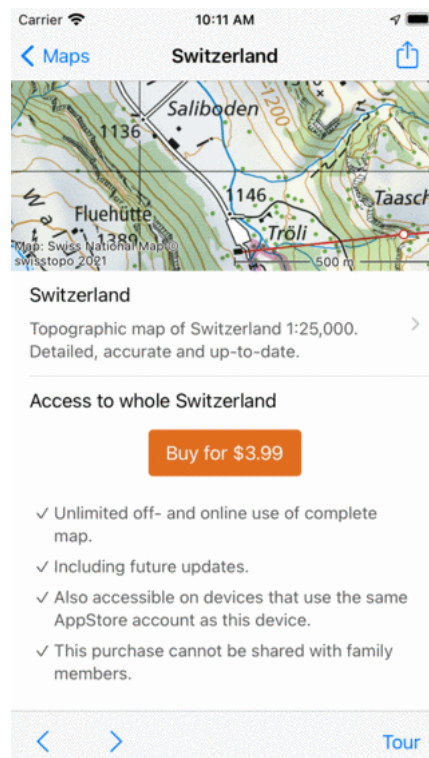 Carrier 10:11 AM
Maps Switzerland
Saliboden
1200
1136
1146
Taasch
Fluehütte
Tröli
Wal
1389
Map: Swiss National Map ©
swisstopo 2021
500 m
Switzerland
Topographic map of Switzerland 1:25,000.
Detailed, accurate and up-to-date.
Access to whole Switzerland
Buy for $3.99
✓ Unlimited off- and online use of complete
map.
✓ Including future updates.
✓ Also accessible on devices that use the same
AppStore account as this device.
✓ This purchase cannot be shared with family
members.
Tour